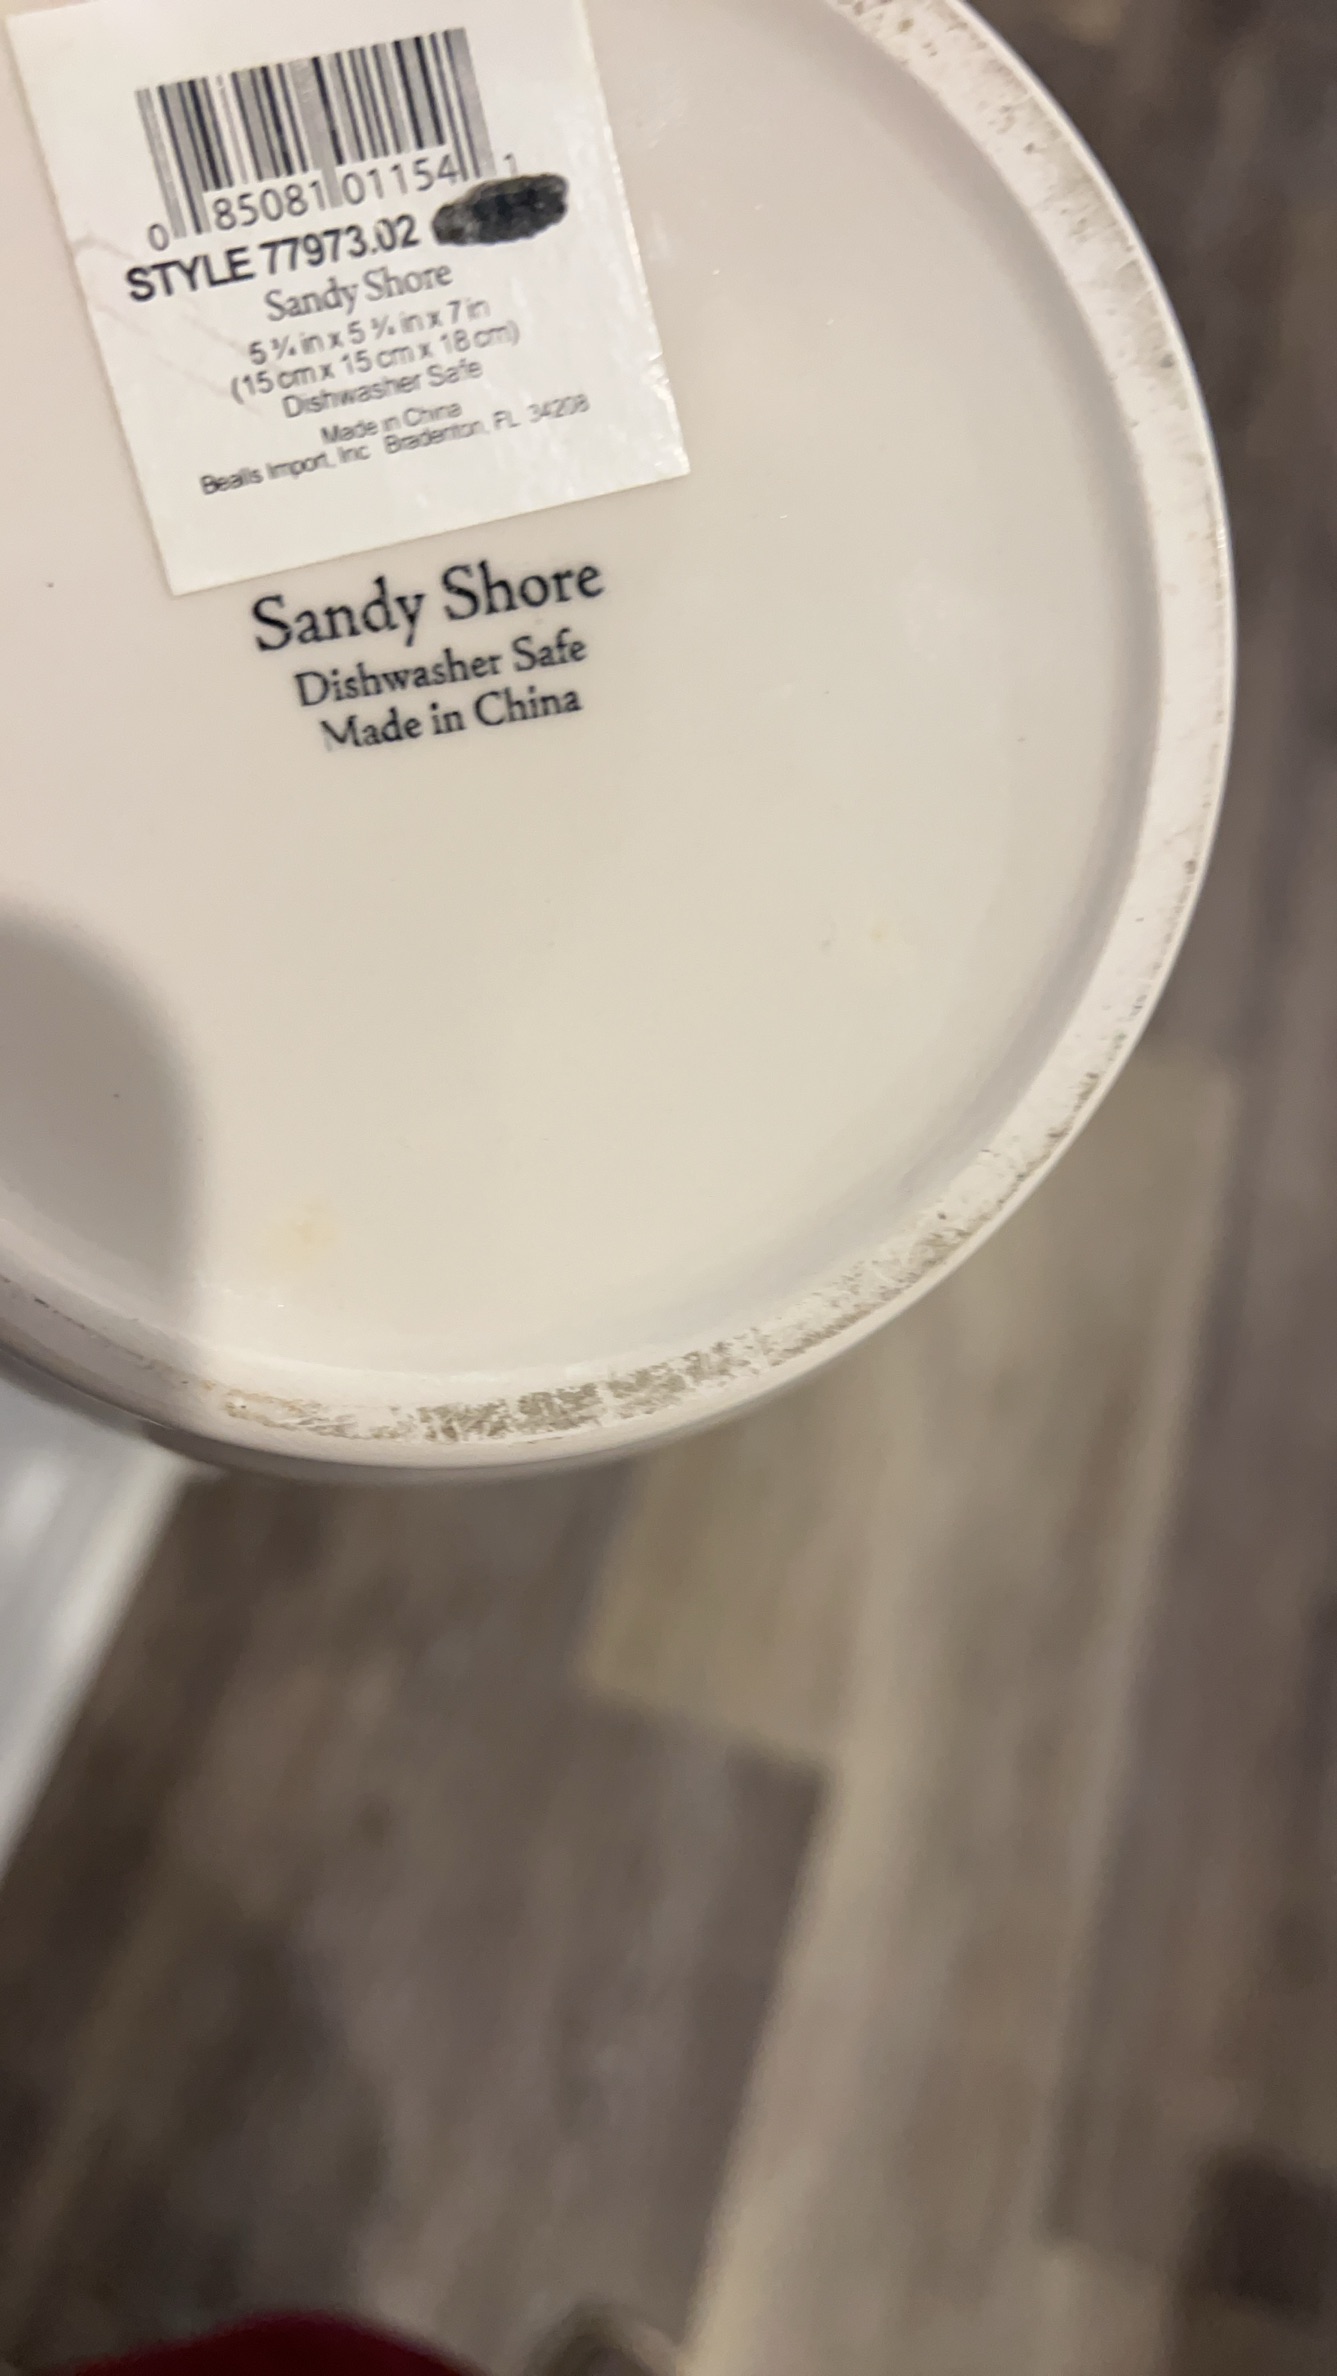 0 85081 01154 1
STYLE 77973.02
Sandy Shore
5 ¾ in x 5 ¾ in x 7 in
(15 cm x 15 cm x 18 cm)
Dishwasher Safe
Made in China
Bealls Import, Inc Bradenton, FL 34208
Sandy Shore
Dishwasher Safe
Made in China